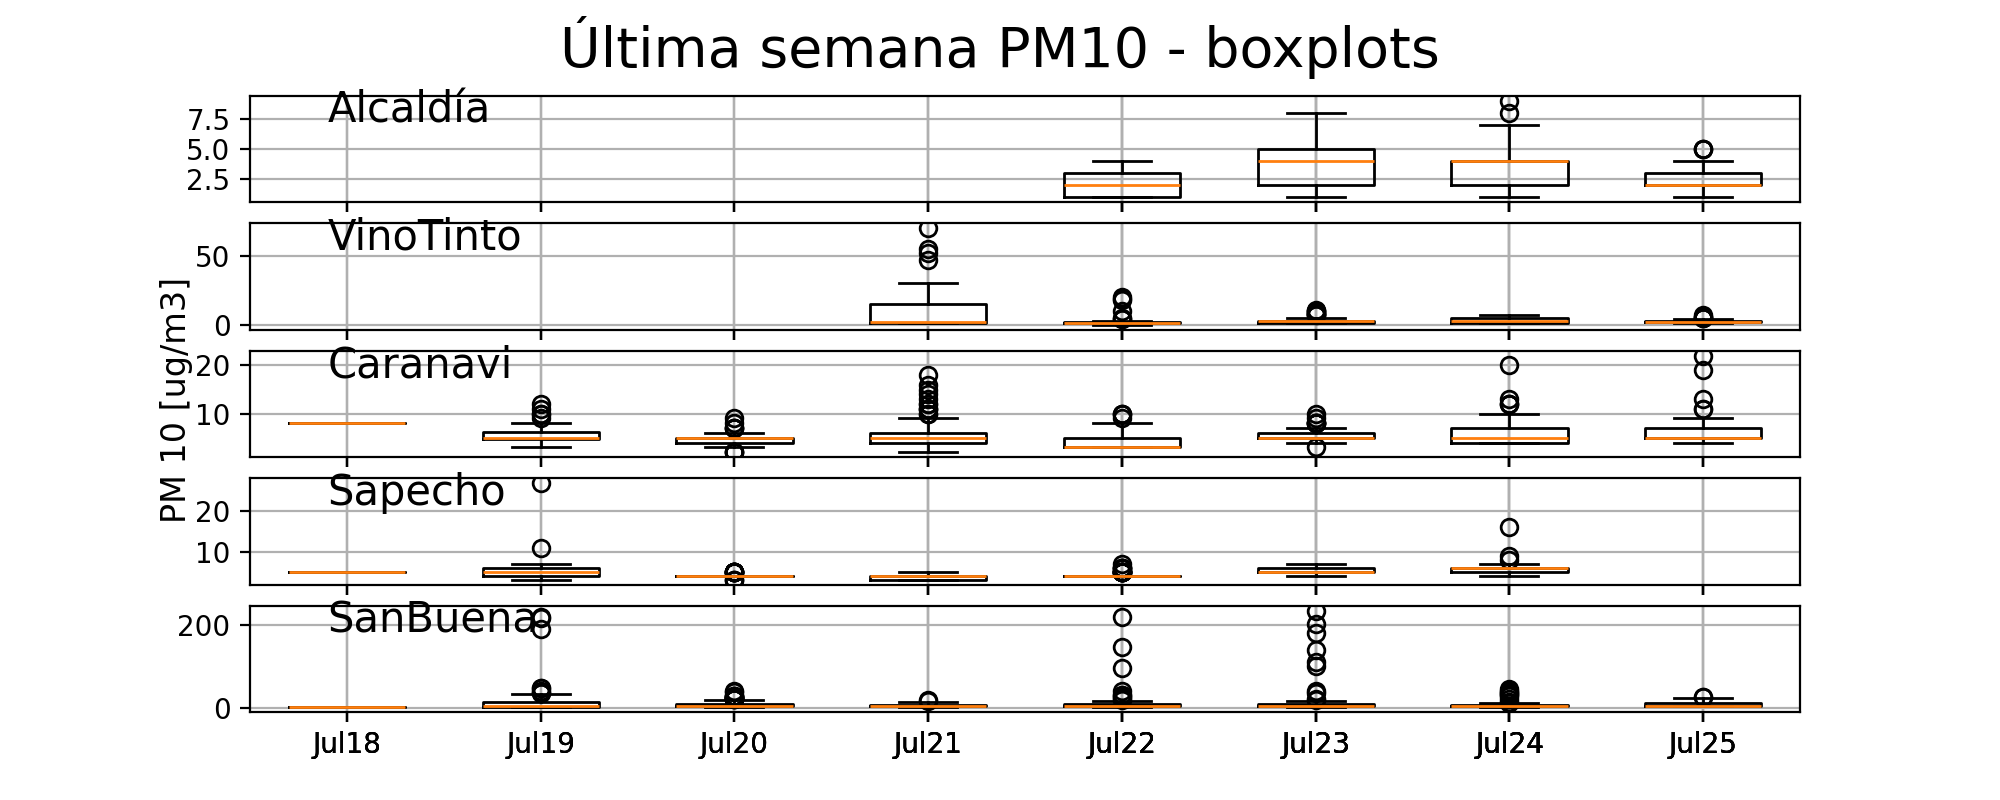 Última semana PM10 - boxplots
PM 10 [ug/m3]
Alcaldía
7.5
5.0
2.5
VinoTinto
50
0
Caranavi
20
10
Sapecho
20
10
SanBuena
200
0
Jul18 Jul19 Jul20 Jul21 Jul22 Jul23 Jul24 Jul25